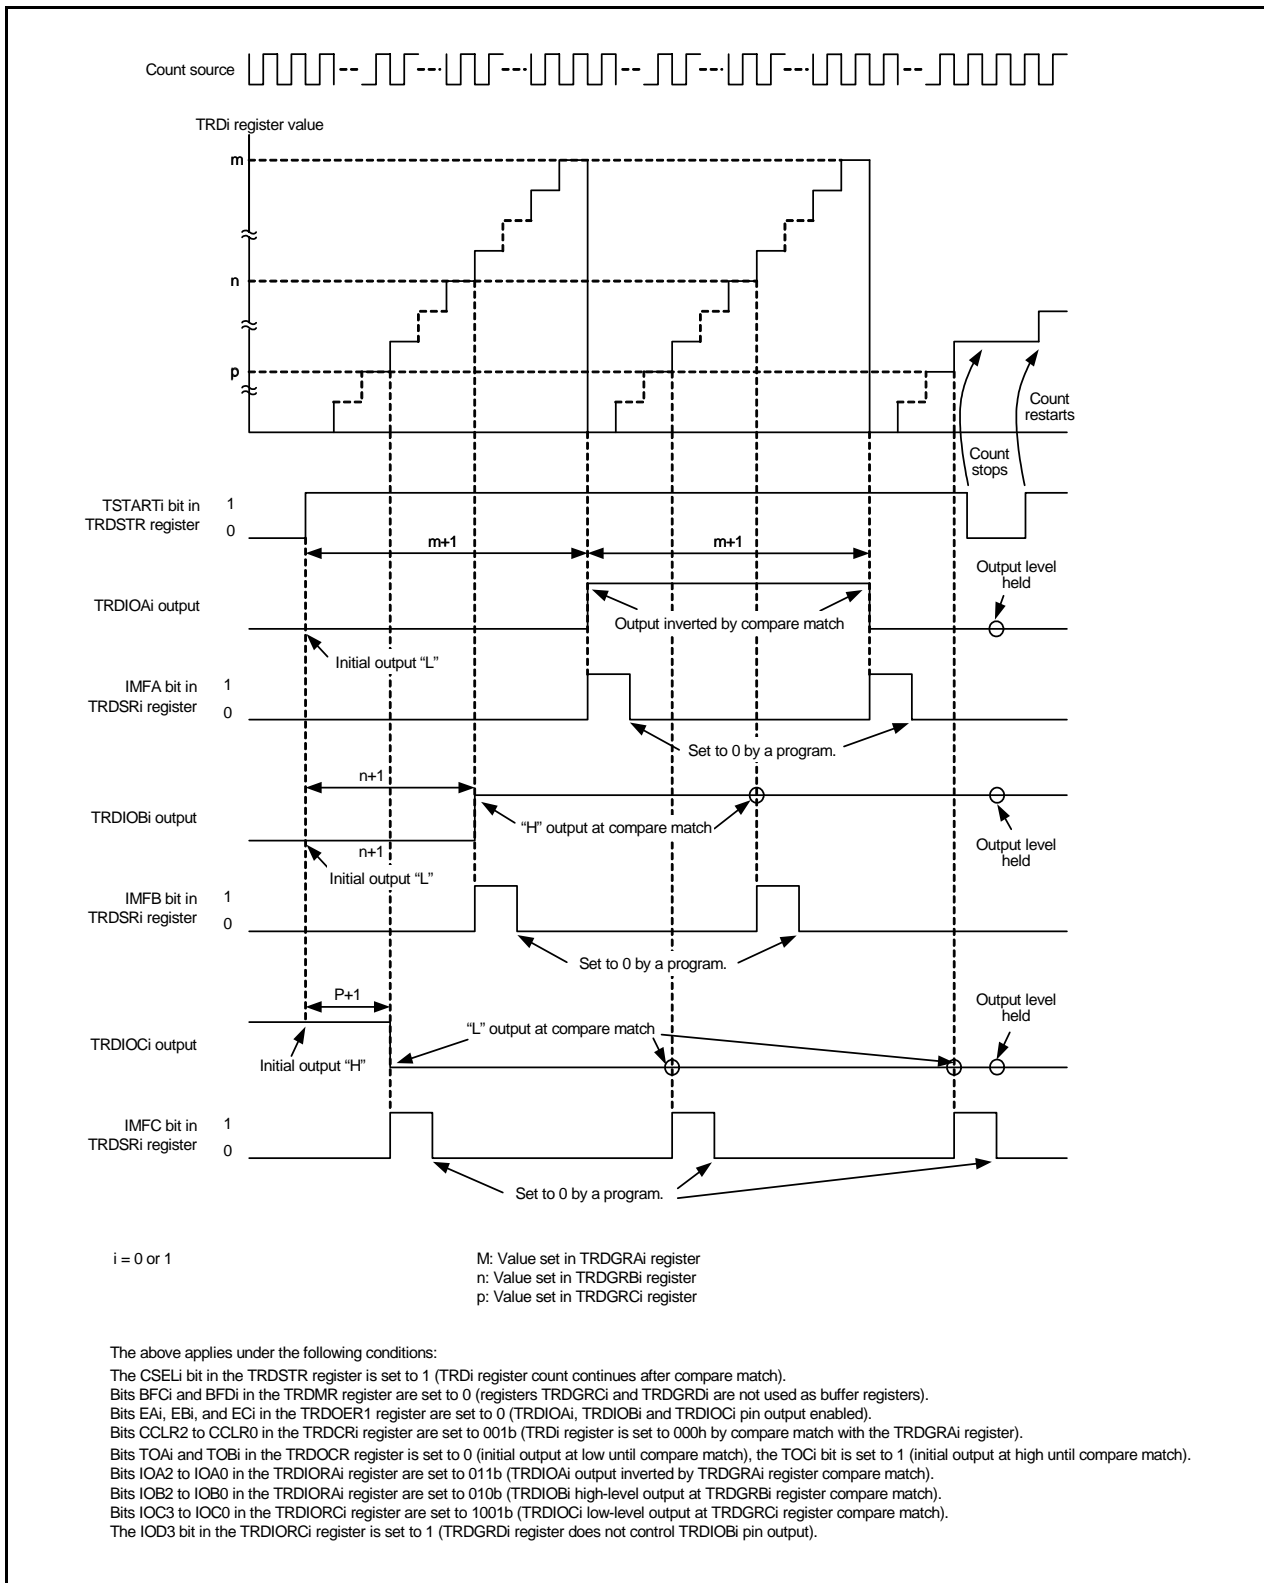 Count source
TRDi register value
m
n
p
Count
restarts
Count
stops
TSTARTi bit in
TRDSTR register
1
0
m+1
m+1
Output level
held
TRDIOAi output
Output inverted by compare match
Initial output “L”
IMFA bit in
TRDSRi register
1
0
Set to 0 by a program.
n+1
TRDIOBi output
“H” output at compare match
Output level
held
n+1
Initial output “L”
IMFB bit in
TRDSRi register
1
0
Set to 0 by a program.
P+1
Output level
held
“L” output at compare match
TRDIOCi output
Initial output “H”
IMFC bit in
TRDSRi register
1
0
Set to 0 by a program.
i = 0 or 1
M: Value set in TRDGRAi register
n: Value set in TRDGRBi register
p: Value set in TRDGRCi register
The above applies under the following conditions:
The CSELi bit in the TRDSTR register is set to 1 (TRDi register count continues after compare match).
Bits BFCi and BFDi in the TRDMR register are set to 0 (registers TRDGRCi and TRDGRDi are not used as buffer registers).
Bits EAi, EBi, and ECi in the TRDOER1 register are set to 0 (TRDIOAi, TRDIOBi and TRDIOCi pin output enabled).
Bits CCLR2 to CCLR0 in the TRDCRi register are set to 001b (TRDi register is set to 000h by compare match with the TRDGRAi register).
Bits TOAi and TOBi in the TRDOCR register is set to 0 (initial output at low until compare match), the TOCi bit is set to 1 (initial output at high until compare match).
Bits IOA2 to IOA0 in the TRDIORAi register are set to 011b (TRDIOAi output inverted by TRDGRAi register compare match).
Bits IOB2 to IOB0 in the TRDIORAi register are set to 010b (TRDIOBi high-level output at TRDGRBi register compare match).
Bits IOC3 to IOC0 in the TRDIORCi register are set to 1001b (TRDIOCi low-level output at TRDGRCi register compare match).
The IOD3 bit in the TRDIORCi register is set to 1 (TRDGRDi register does not control TRDIOBi pin output).